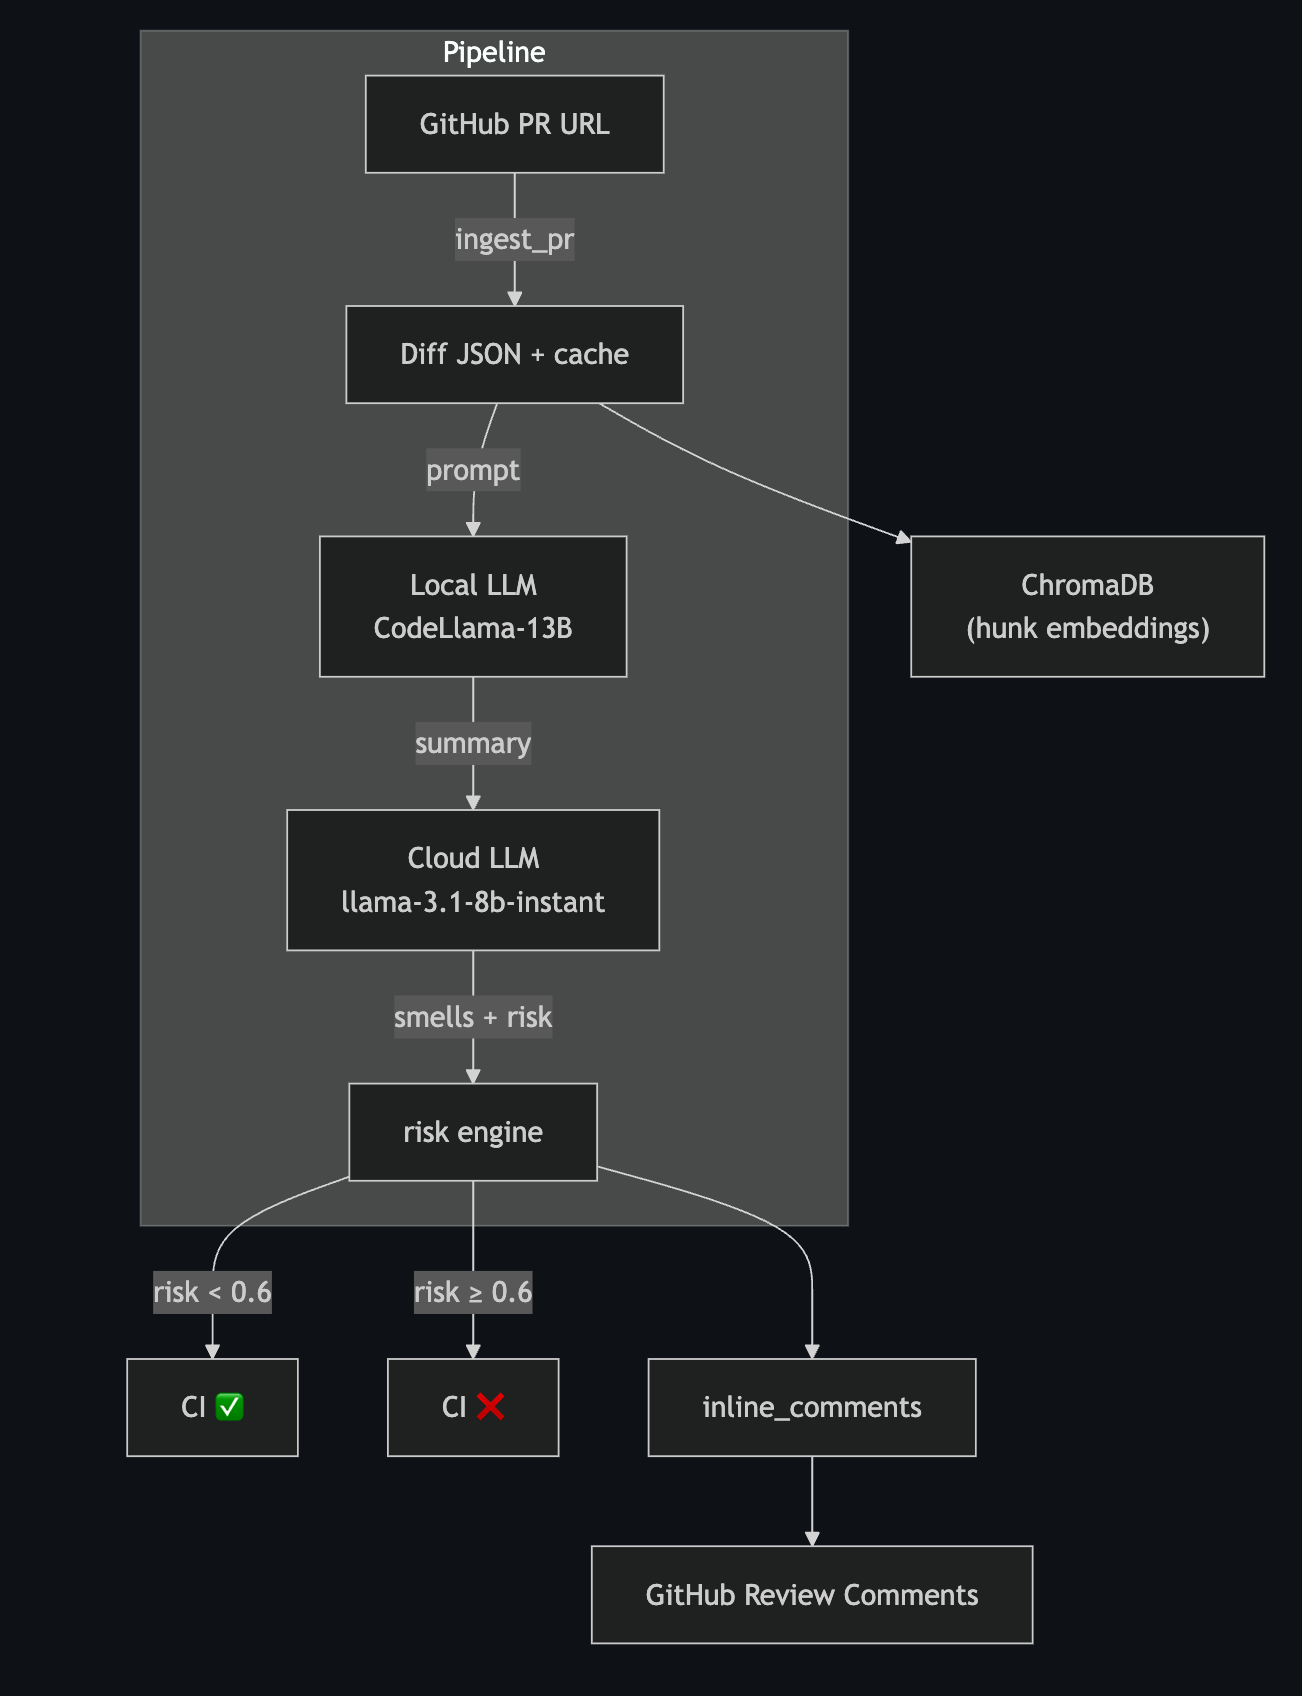 Pipeline
GitHub PR URL
ingest_pr
Diff JSON + cache
prompt
Local LLM
CodeLlama-13B
ChromaDB
(hunk embeddings)
summary
Cloud LLM
llama-3.1-8b-instant
smells + risk
risk engine
risk < 0.6
risk ≥ 0.6
CI ✅
CI ❌
inline_comments
GitHub Review Comments